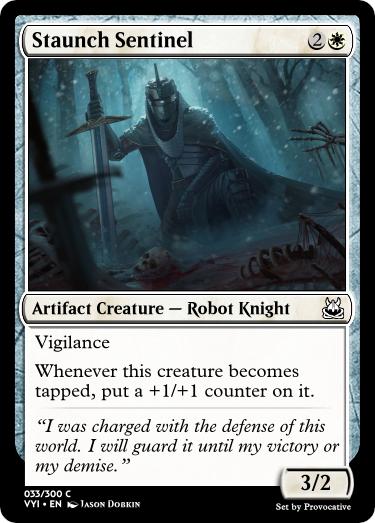 Staunch Sentinel 2
Artifact Creature — Robot Knight
Vigilance
Whenever this creature becomes
tapped, put a +1/+1 counter on it.
“I was charged with the defense of this
world. I will guard it until my victory or
my demise.”
3/2
033/300 C
VYI • EN Jason Dobkin
Set by Provocative